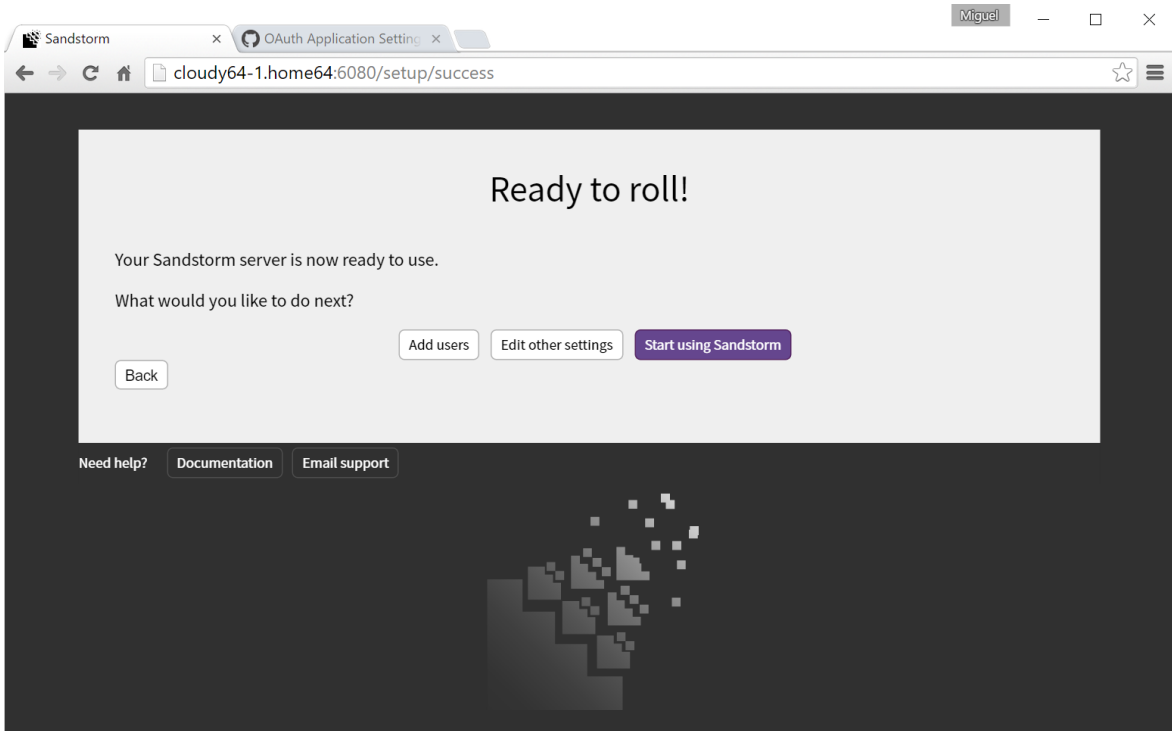 Miguel
Sandstorm
OAuth Application Setting
cloudy64-1.home64:6080/setup/success
Ready to roll!
Your Sandstorm server is now ready to use.
What would you like to do next?
Add users Edit other settings Start using Sandstorm
Back
Need help? Documentation Email support